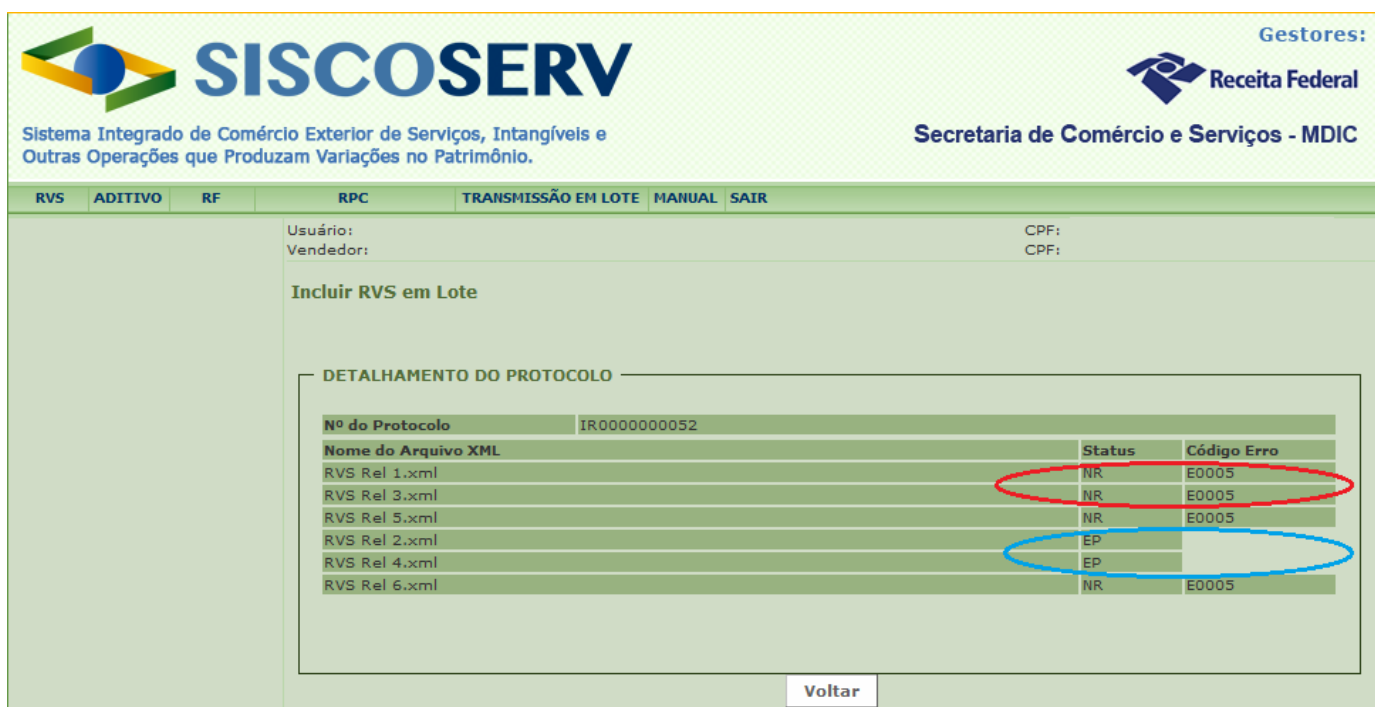 Gestores:
SISCOSERV
Receita Federal
Sistema Integrado de Comércio Exterior de Serviços, Intangíveis e
Outras Operações que Produzam Variações no Patrimônio.
Secretaria de Comércio e Serviços - MDIC
RVS ADITIVO RF RPC TRANSMISSÃO EM LOTE MANUAL SAIR
Usuário: CPF:
Vendedor: CPF:
Incluir RVS em Lote
DETALHAMENTO DO PROTOCOLO
Nº do Protocolo IR0000000052
Nome do Arquivo XML Status Código Erro
RVS Rel 1.xml NR E0005
RVS Rel 3.xml NR E0005
RVS Rel 5.xml NR E0005
RVS Rel 2.xml EP
RVS Rel 4.xml EP
RVS Rel 6.xml NR E0005
Voltar